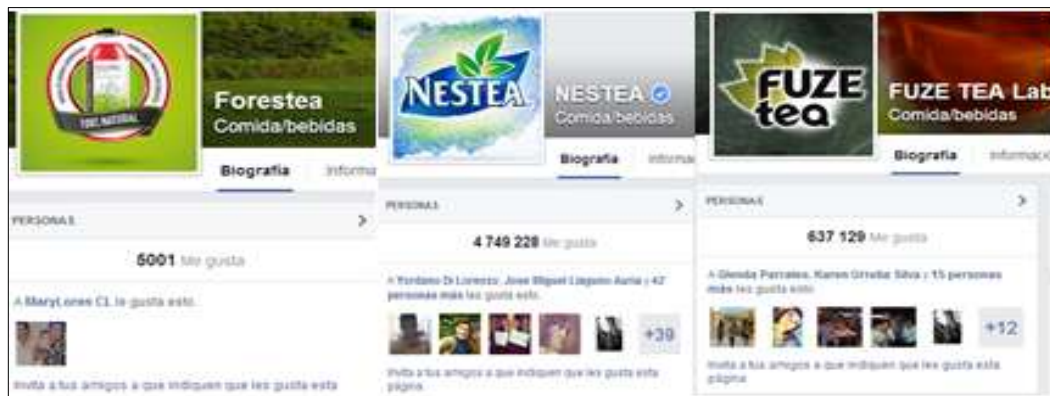 FORT NATURAL
Forestea
Comida/bebidas
Biografía Informa
PERSONAS
5001 Me gusta
A MaryLores CL le gusta esto.
Invita a tus amigos a que indiquen que les gusta esta
NESTEA
NESTEA
Comida/bebidas
Biografía Informa
PERSONAS
4 749 228 Me gusta
A Yordano Di Lorenzo, Jose Miguel Auria y 42
personas más les gusta esto.
+39
Invita a tus amigos a que indiquen que les gusta esta
página
FUZE
tea
FUZE TEA Lab
Comida/bebidas
Biografía Informaci
PERSONAS
637 129 Me gusta
A Glenda Parrales, Karen Silva y 15 personas
más les gusta esto.
+12
Invita a tus amigos a que indiquen que les gusta esta
página